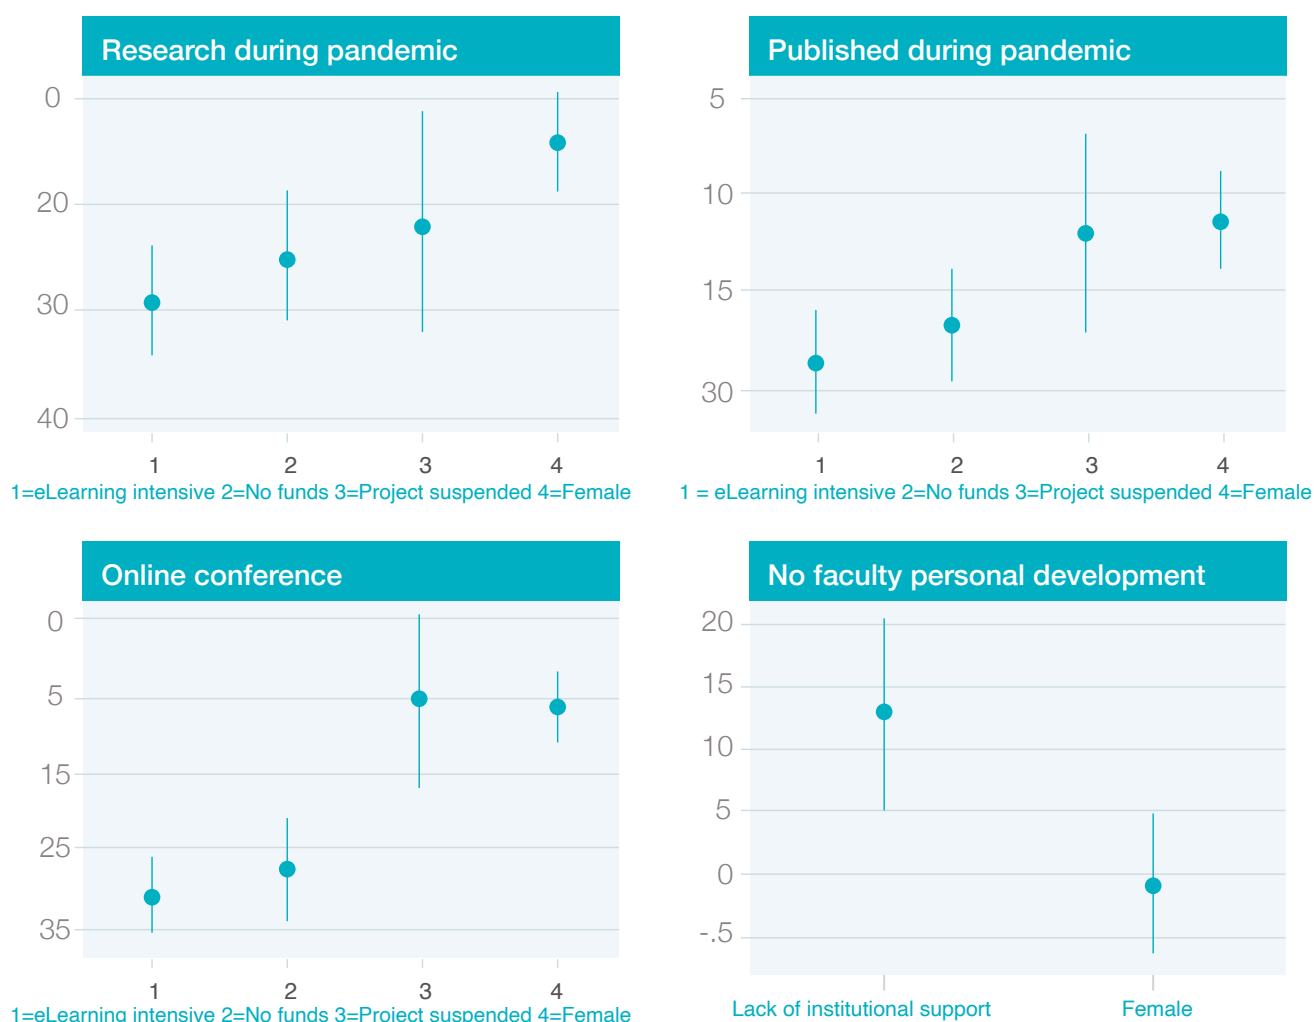 Research during pandemic
0
20
30
40
1 2 3 4
1=eLearning intensive 2=No funds 3=Project suspended 4=Female
Published during pandemic
5
10
15
30
1 2 3 4
1 = eLearning intensive 2=No funds 3=Project suspended 4=Female
Online conference
0
5
15
25
35
1 2 3 4
1=eLearning intensive 2=No funds 3=Project suspended 4=Female
No faculty personal development
20
15
10
5
0
-.5
Lack of institutional support Female